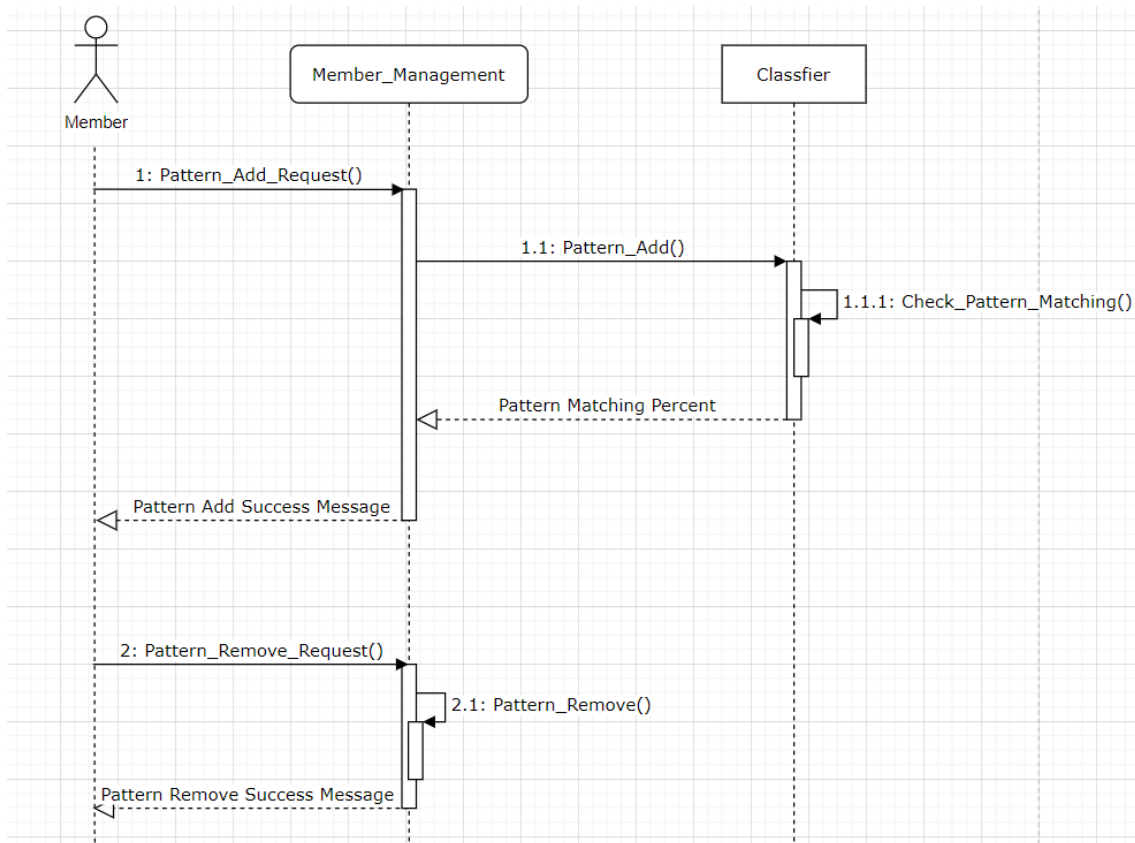 Member
Member_Management
Classfier
1: Pattern_Add_Request()
1.1: Pattern_Add()
1.1.1: Check_Pattern_Matching()
Pattern Matching Percent
Pattern Add Success Message
2: Pattern_Remove_Request()
2.1: Pattern_Remove()
Pattern Remove Success Message